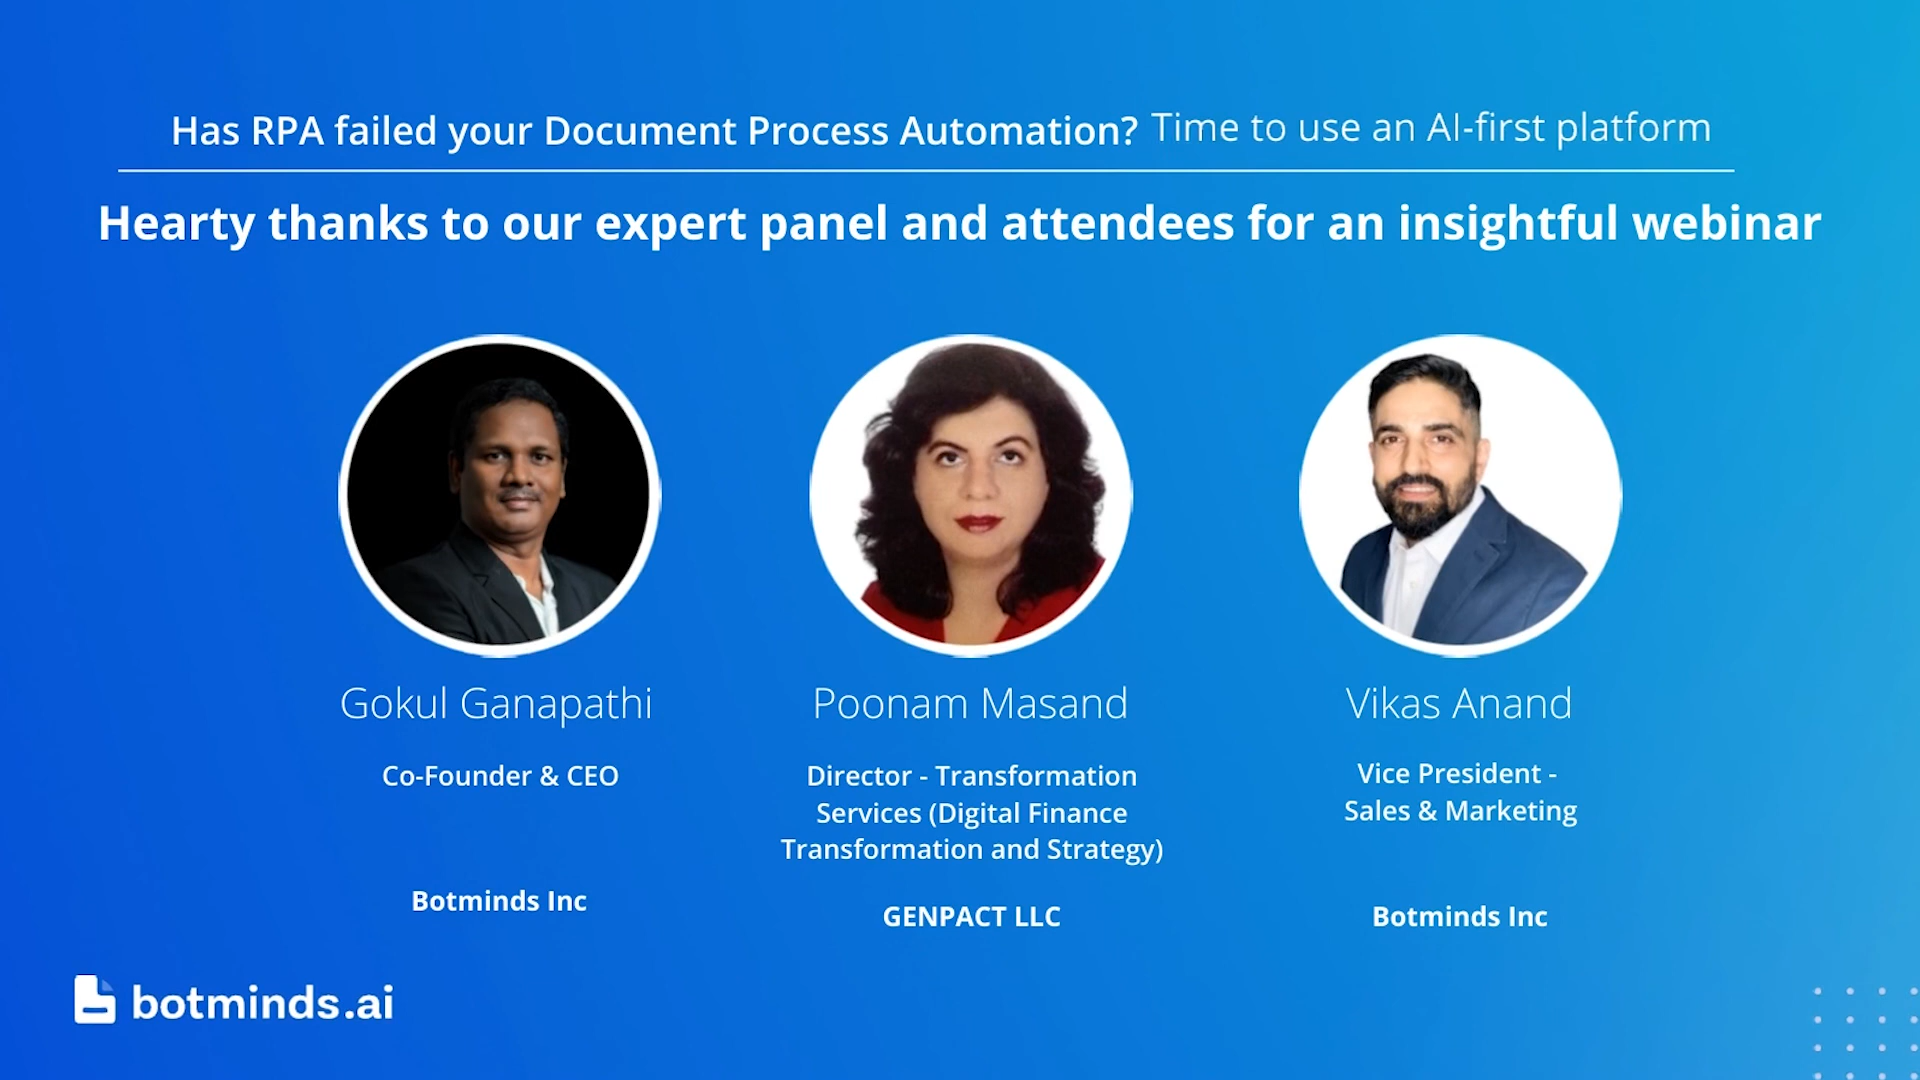 Has RPA failed your Document Process Automation? Time to use an AI-first platform
Hearty thanks to our expert panel and attendees for an insightful webinar
Gokul Ganapathi
Co-Founder & CEO
Botminds Inc
Poonam Masand
Director - Transformation
Services (Digital Finance
Transformation and Strategy)
GENPACT LLC
Vikas Anand
Vice President -
Sales & Marketing
Botminds Inc
botminds.ai